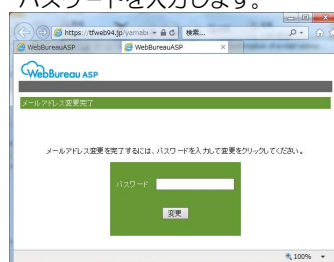 パスワードを入力します。
https://tfweb94.jp/yamabi
検索...
WebBureauASP
WebBureauASP
WebBureau ASP
メールアドレス変更完了
メールアドレス変更を完了するには、パスワードを入力して変更をクリックしてください。
パスワード
変更
100%